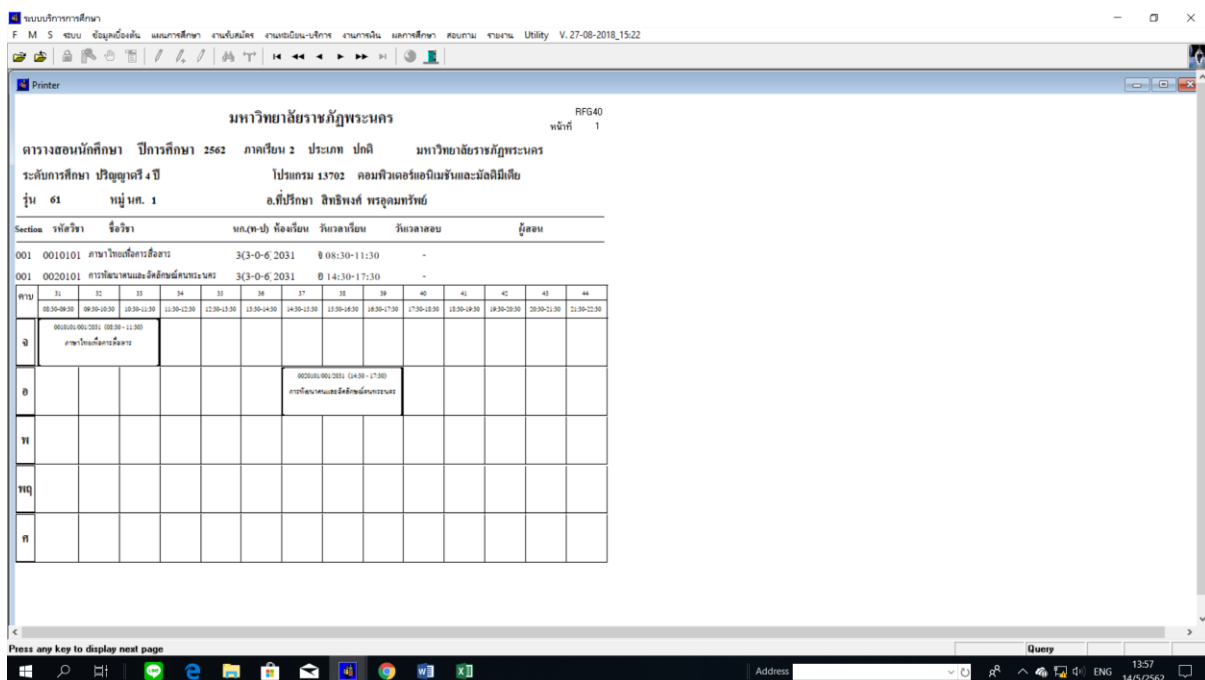 ระบบบริการการศึกษา
F M S ระบบ ข้อมูลเบื้องต้น แผนการศึกษา งานรับสมัคร งานทะเบียน-บริการ งานการเงิน ผลการศึกษา สอบถาม รายงาน Utility V. 27-08-2018_15:22
Printer
มหาวิทยาลัยราชภัฏพระนคร
RFG40
หน้าที่ 1
ตารางสอนนักศึกษา ปีการศึกษา 2562 ภาคเรียน 2 ประเภท ปกติ มหาวิทยาลัยราชภัฏพระนคร
ระดับการศึกษา ปริญญาตรี 4 ปี โปรแกรม 13702 คอมพิวเตอร์แอนิเมชันและมัลติมีเดีย
รุ่น 61 หมู่ นศ. 1 อ.ที่ปรึกษา สิทธิพงศ์ พรอุดมทรัพย์
Section รหัสวิชา ชื่อวิชา นก.(ท-ป) ห้องเรียน วันเวลาเรียน วันเวลาสอบ ผู้สอน
001 0010101 ภาษาไทยเพื่อการสื่อสาร 3(3-0-6) 2031 จ 08:30-11:30 -
001 0020101 การพัฒนาตนและอัตลักษณ์คนพระนคร 3(3-0-6) 2031 อ 14:30-17:30 -
คาบ 31 32 33 34 35 36 37 38 39 40 41 42 43 44
08:30-09:30 09:30-10:30 10:30-11:30 11:30-12:30 12:30-13:30 13:30-14:30 14:30-15:30 15:30-16:30 16:30-17:30 17:30-18:30 18:30-19:30 19:30-20:30 20:30-21:30 21:30-22:30
0010101/001/2031 (08:30 - 11:30)
จ ภาษาไทยเพื่อการสื่อสาร
0020101/001/2031 (14:30 - 17:30)
อ การพัฒนาตนและอัตลักษณ์คนพระนคร
พ
พฤ
ศ
Press any key to display next page
Query
Address
ENG
13:57
14/5/2562